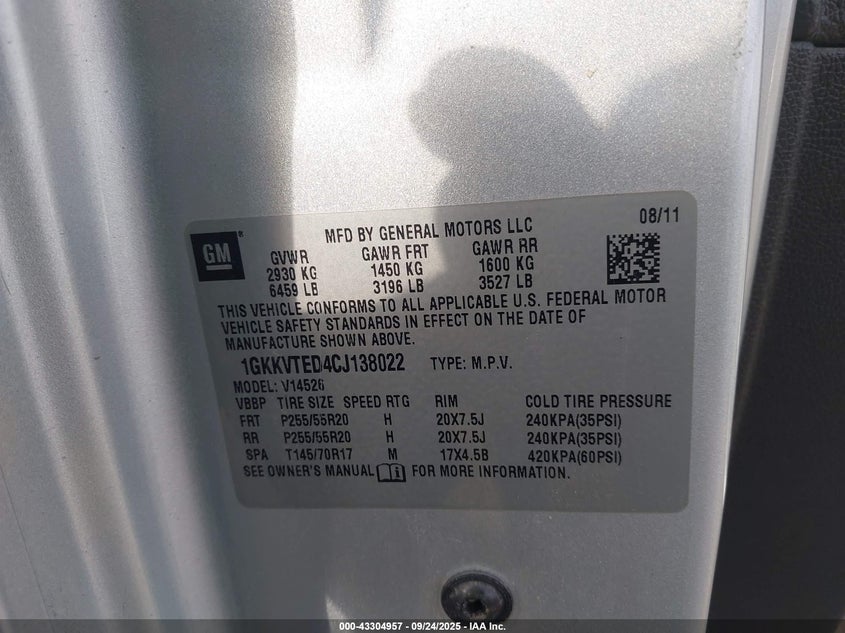 MFD BY GENERAL MOTORS LLC 08/11
GM®
GVWR GAWR FRT GAWR RR
2930 KG 1450 KG 1600 KG
6459 LB 3196 LB 3527 LB
THIS VEHICLE CONFORMS TO ALL APPLICABLE U.S. FEDERAL MOTOR
VEHICLE SAFETY STANDARDS IN EFFECT ON THE DATE OF
MANUFACTURE SHOWN ABOVE.
1GKKVTED4CJ138022 TYPE: M.P.V.
MODEL: V14526
VBBP TIRE SIZE SPEED RTG RIM COLD TIRE PRESSURE
FRT P255/55R20 H 20X7.5J 240KPA(35PSI)
RR P255/55R20 H 20X7.5J 240KPA(35PSI)
SPA T145/70R17 M 17X4.5B 420KPA(60PSI)
SEE OWNER'S MANUAL i FOR MORE INFORMATION.
000-43304957 - 09/24/2025 - IAA Inc.